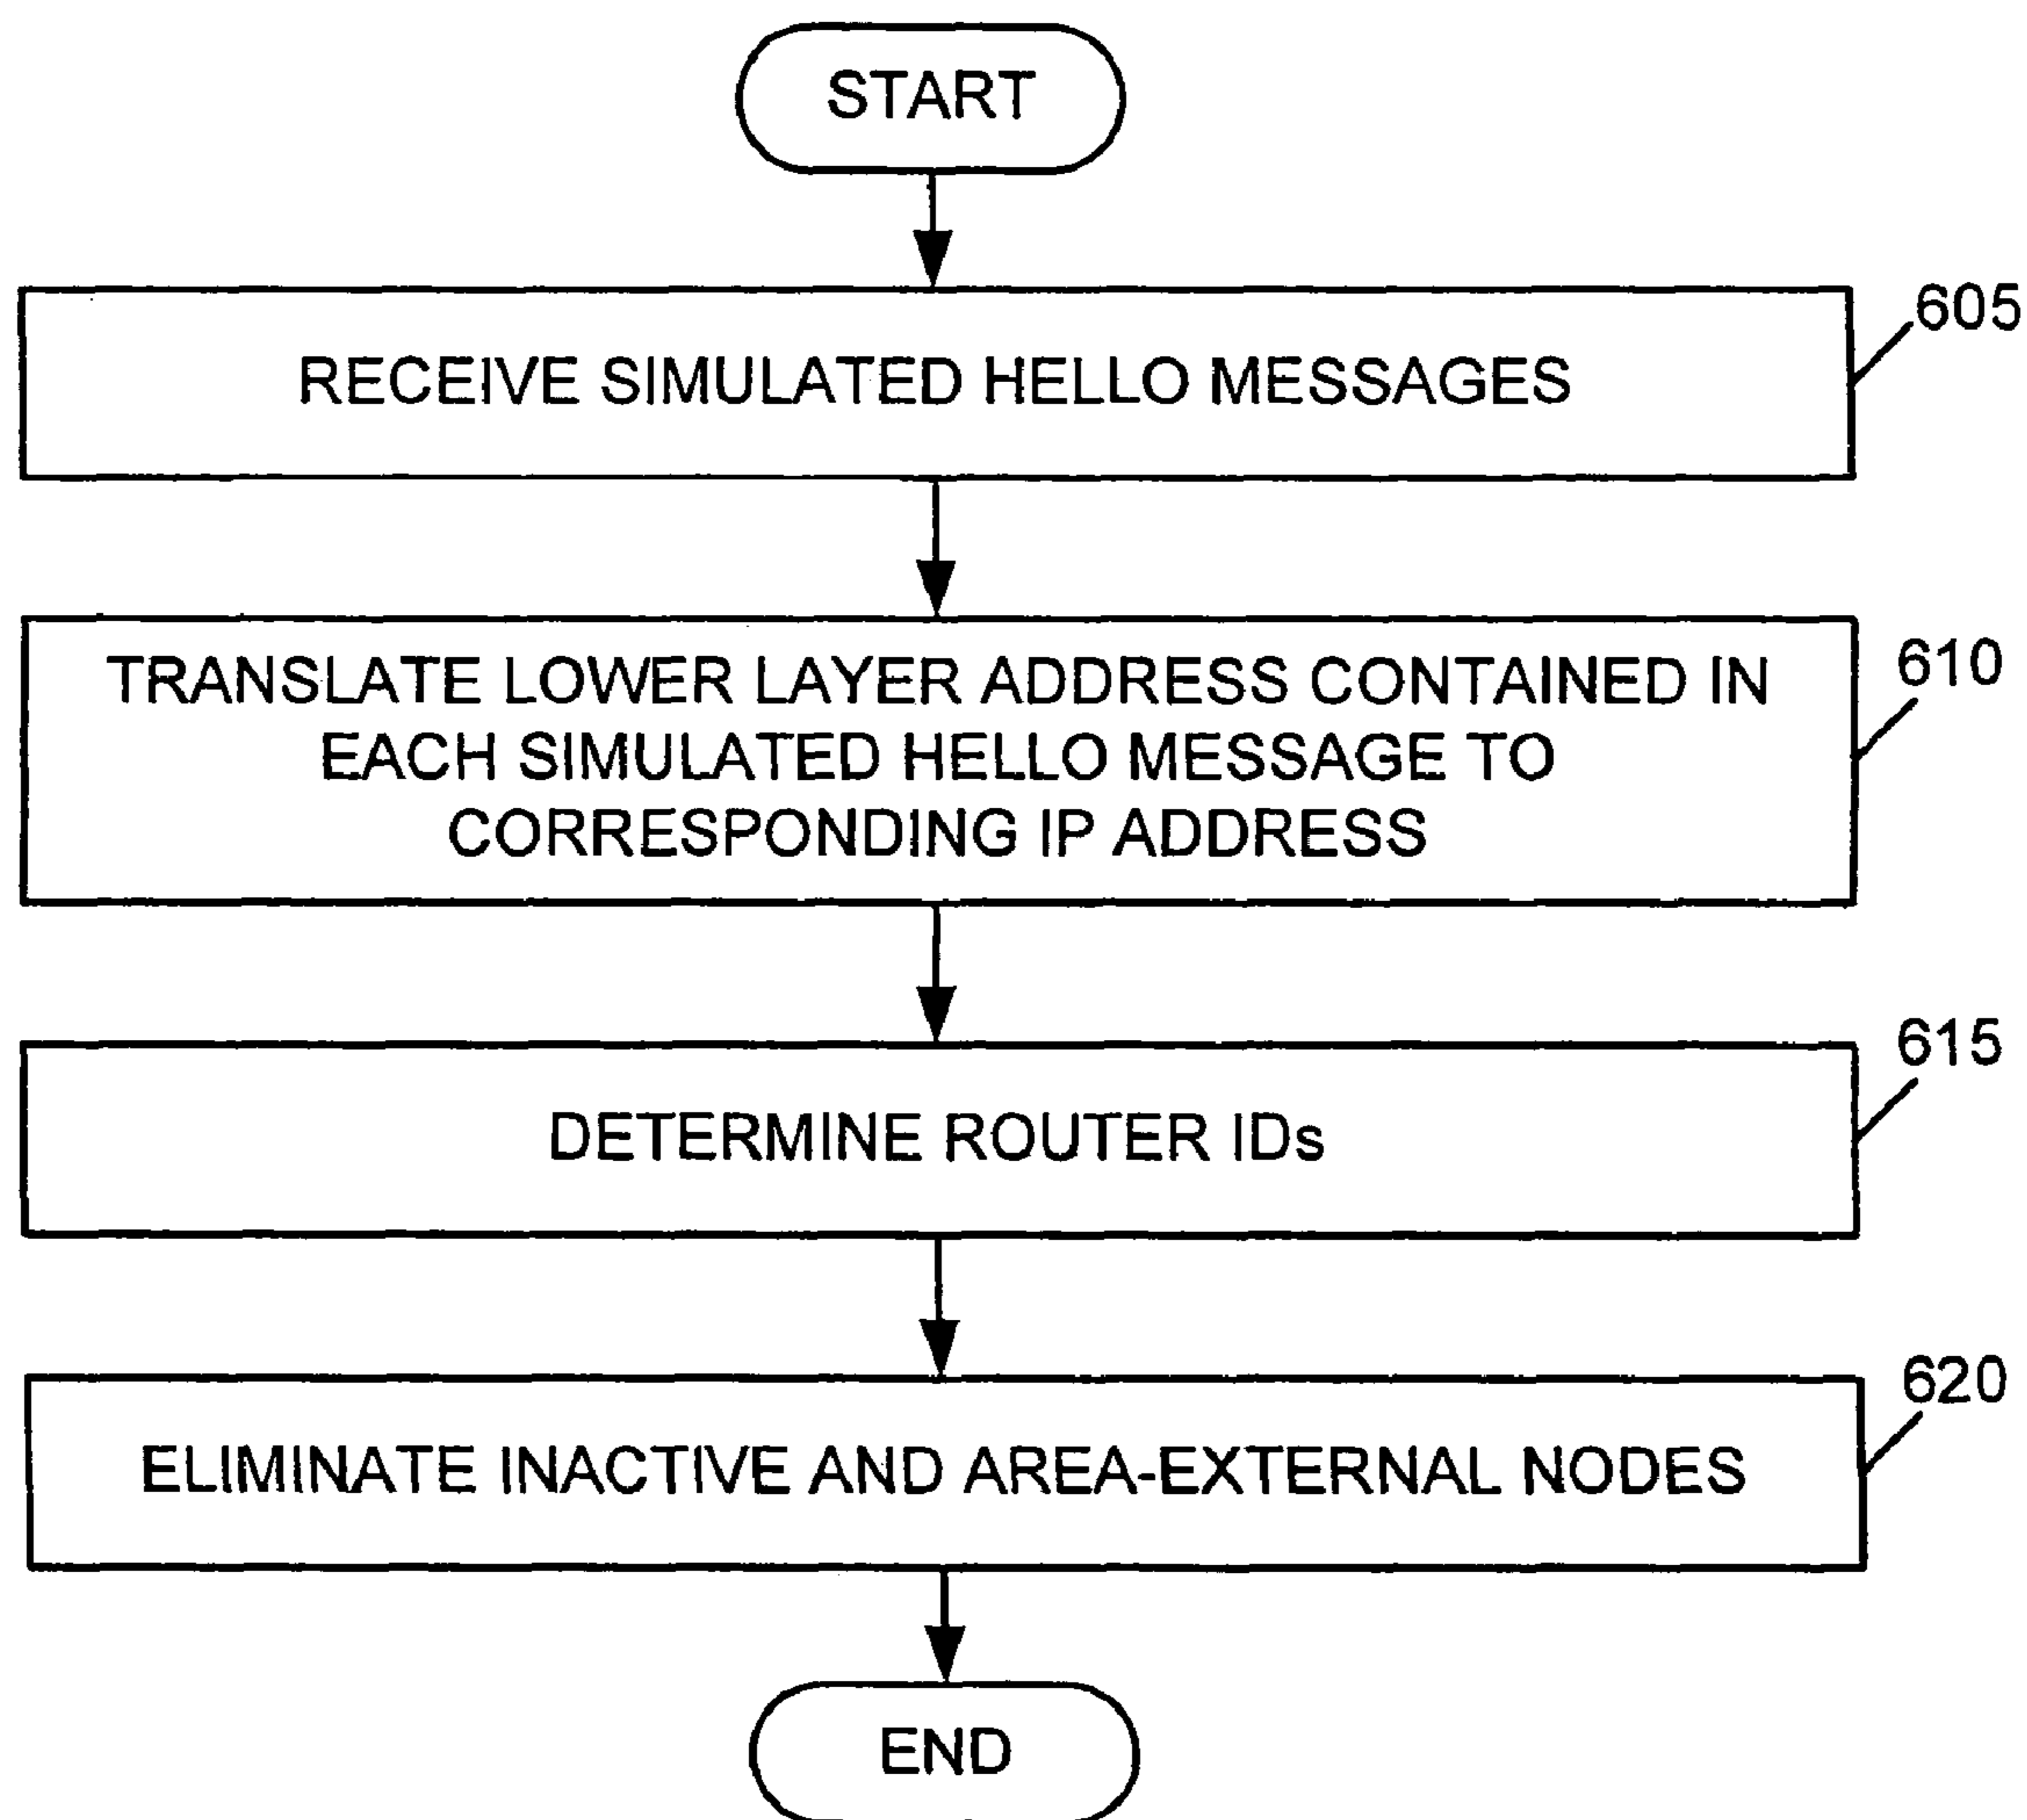 START
605
RECEIVE SIMULATED HELLO MESSAGES
610
TRANSLATE LOWER LAYER ADDRESS CONTAINED IN
EACH SIMULATED HELLO MESSAGE TO
CORRESPONDING IP ADDRESS
615
DETERMINE ROUTER IDs
620
ELIMINATE INACTIVE AND AREA-EXTERNAL NODES
END